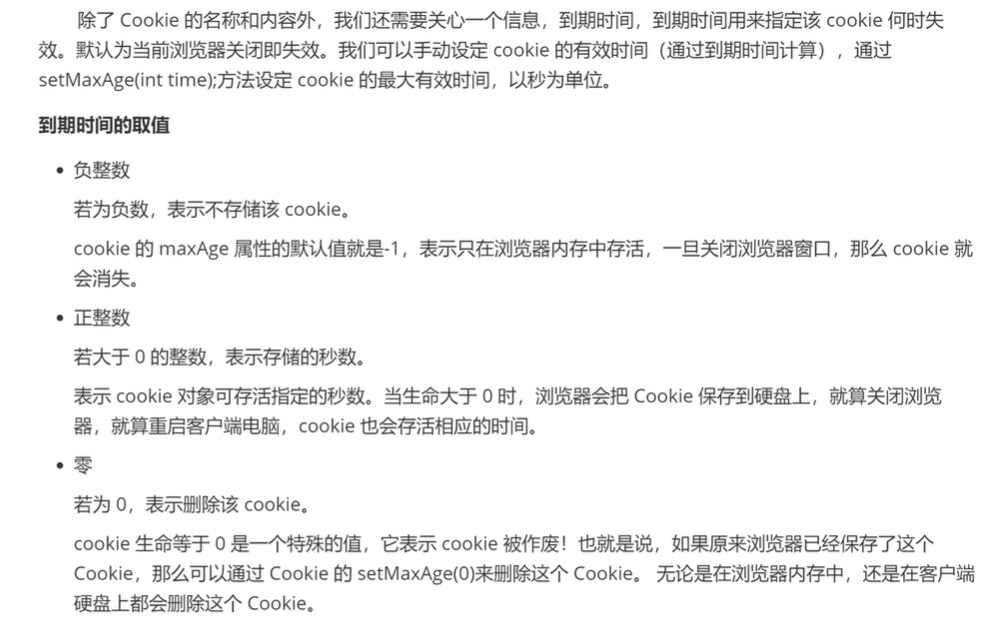 除了 Cookie 的名称和内容外，我们还需要关心一个信息，到期时间，到期时间用来指定该 cookie 何时失
效。默认为当前浏览器关闭即失效。我们可以手动设定 cookie 的有效时间（通过到期时间计算），通过
setMaxAge(int time);方法设定 cookie 的最大有效时间，以秒为单位。
到期时间的取值
• 负整数
若为负数，表示不存储该 cookie。
cookie 的 maxAge 属性的默认值就是-1，表示只在浏览器内存中存活，一旦关闭浏览器窗口，那么 cookie 就
会消失。
• 正整数
若大于 0 的整数，表示存储的秒数。
表示 cookie 对象可存活指定的秒数。当生命大于 0 时，浏览器会把 Cookie 保存到硬盘上，就算关闭浏览
器，就算重启客户端电脑，cookie 也会存活相应的时间。
• 零
若为 0，表示删除该 cookie。
cookie 生命等于 0 是一个特殊的值，它表示 cookie 被作废！也就是说，如果原来浏览器已经保存了这个
Cookie，那么可以通过 Cookie 的 setMaxAge(0)来删除这个 Cookie。 无论是在浏览器内存中，还是在客户端
硬盘上都会删除这个 Cookie。